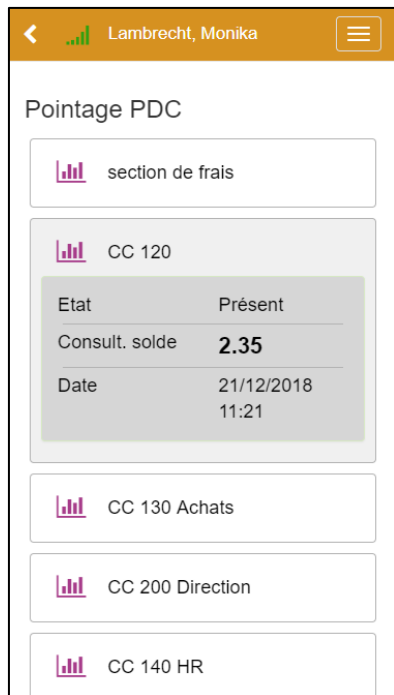 Lambrecht, Monika
Pointage PDC
section de frais
CC 120
Etat Présent
Consult. solde 2.35
Date 21/12/2018
11:21
CC 130 Achats
CC 200 Direction
CC 140 HR